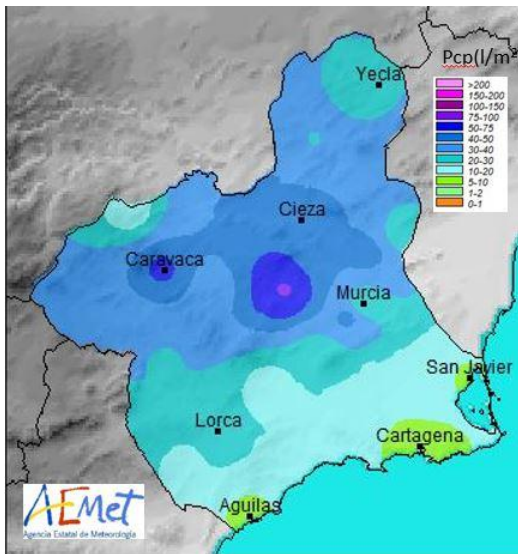 Pcp(l/m²
>200
150-200
100-150
75-100
50-75
40-50
30-40
20-30
10-20
5-10
1-2
0-1
Yecla
Cieza
Caravaca
Murcia
San Javier
Lorca
Cartagena
Aguilas
AEMet
Agencia Estatal de Meteorología